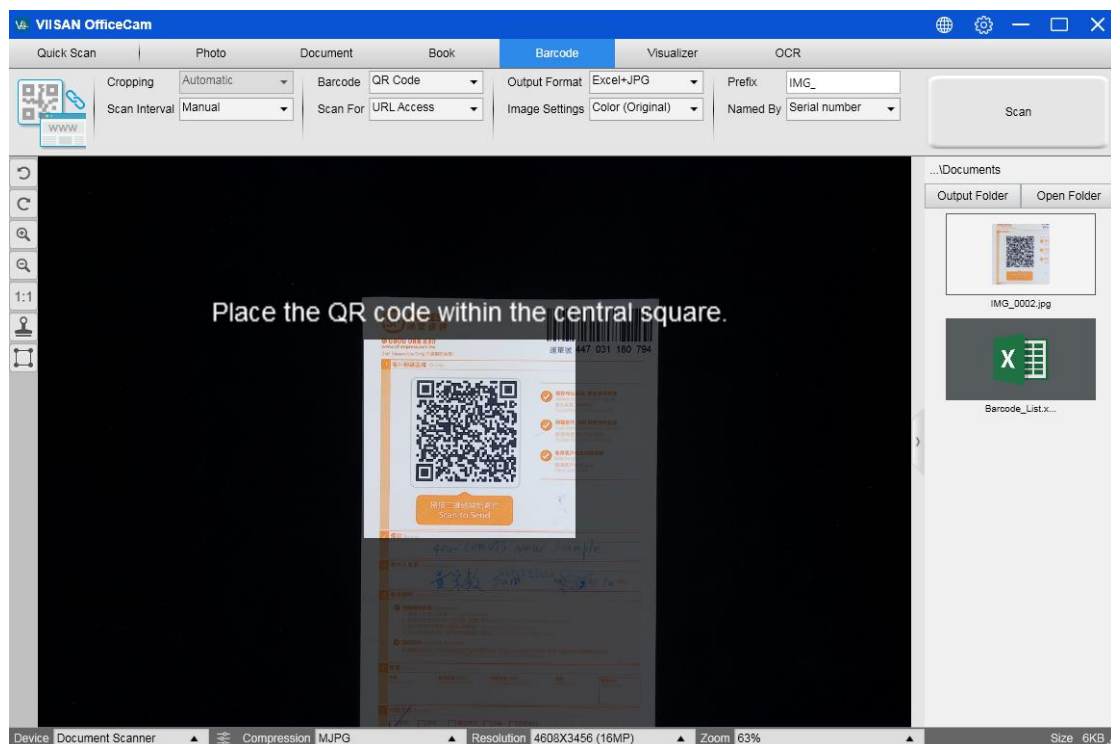 VIISAN OfficeCam
Quick Scan Photo Document Book Barcode Visualizer OCR
Cropping Automatic Barcode QR Code Output Format Excel+JPG Prefix IMG_
Scan Interval Manual Scan For URL Access Image Settings Color (Original) Named By Serial number
Scan
WWW
...\Documents
Output Folder Open Folder
1:1
Place the QR code within the central square.
447 031 160 794
Scan to Send
new sample
IMG_0002.jpg
Barcode_List.x...
Device Document Scanner Compression MJPG Resolution 4608X3456 (16MP) Zoom 63% Size 6KB